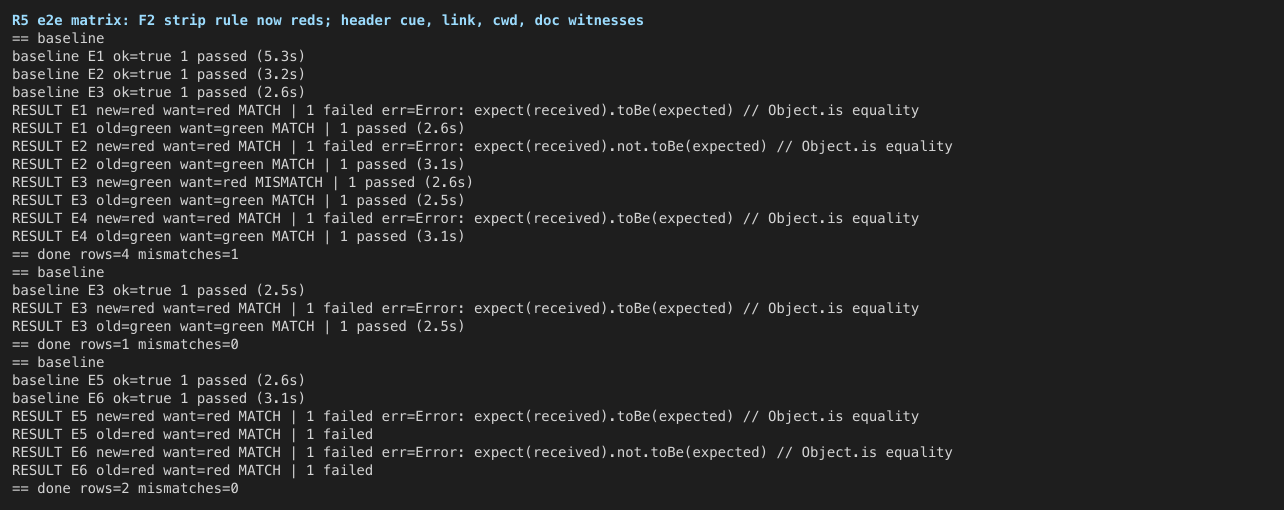 R5 e2e matrix: F2 strip rule now reds; header cue, link, cwd, doc witnesses
== baseline
baseline E1 ok=true 1 passed (5.3s)
baseline E2 ok=true 1 passed (3.2s)
baseline E3 ok=true 1 passed (2.6s)
RESULT E1 new=red want=red MATCH | 1 failed err=Error: expect(received).toBe(expected) // Object.is equality
RESULT E1 old=green want=green MATCH | 1 passed (2.6s)
RESULT E2 new=red want=red MATCH | 1 failed err=Error: expect(received).not.toBe(expected) // Object.is equality
RESULT E2 old=green want=green MATCH | 1 passed (3.1s)
RESULT E3 new=green want=red MISMATCH | 1 passed (2.6s)
RESULT E3 old=green want=green MATCH | 1 passed (2.5s)
RESULT E4 new=red want=red MATCH | 1 failed err=Error: expect(received).toBe(expected) // Object.is equality
RESULT E4 old=green want=green MATCH | 1 passed (3.1s)
== done rows=4 mismatches=1
== baseline
baseline E3 ok=true 1 passed (2.5s)
RESULT E3 new=red want=red MATCH | 1 failed err=Error: expect(received).toBe(expected) // Object.is equality
RESULT E3 old=green want=green MATCH | 1 passed (2.5s)
== done rows=1 mismatches=0
== baseline
baseline E5 ok=true 1 passed (2.6s)
baseline E6 ok=true 1 passed (3.1s)
RESULT E5 new=red want=red MATCH | 1 failed err=Error: expect(received).toBe(expected) // Object.is equality
RESULT E5 old=red want=red MATCH | 1 failed
RESULT E6 new=red want=red MATCH | 1 failed err=Error: expect(received).not.toBe(expected) // Object.is equality
RESULT E6 old=red want=red MATCH | 1 failed
== done rows=2 mismatches=0